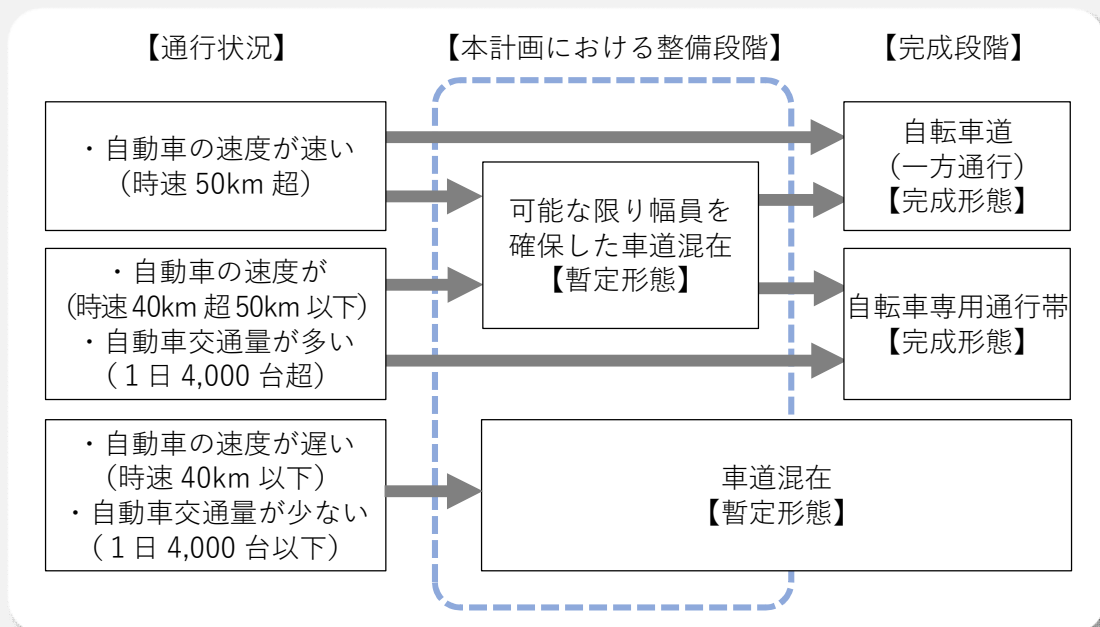 【通行状況】
【本計画における整備段階】
【完成段階】
・自動車の速度が速い
(時速 50km 超)
可能な限り幅員を
確保した車道混在
【暫定形態】
自転車道
(一方通行)
【完成形態】
・自動車の速度が
(時速 40km 超 50km 以下)
・自動車交通量が多い
(1日 4,000 台超)
自転車専用通行帯
【完成形態】
・自動車の速度が遅い
(時速 40km 以下)
・自動車交通量が少ない
(1日 4,000 台以下)
車道混在
【暫定形態】